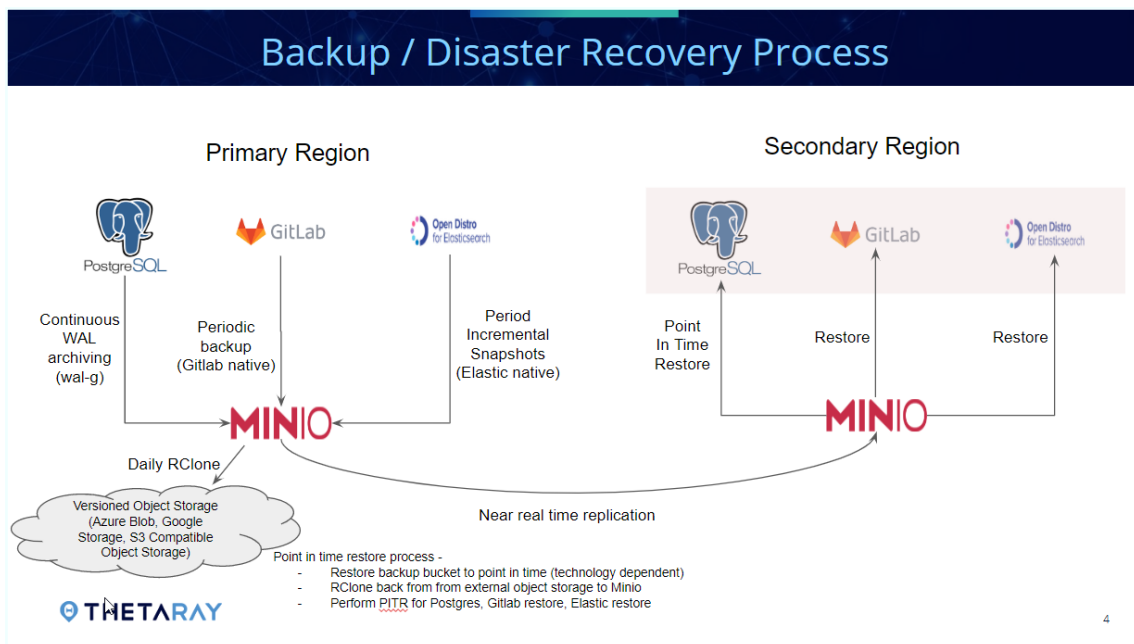 Backup / Disaster Recovery Process
Primary Region
Secondary Region
PostgreSQL
GitLab
Open Distro
for Elasticsearch
PostgreSQL
GitLab
Open Distro
for Elasticsearch
Continuous
WAL
archiving
(wal-g)
Periodic
backup
(Gitlab native)
Period
Incremental
Snapshots
(Elastic native)
Point
In Time
Restore
Restore
Restore
MINIO
MINIO
Daily RClone
Versioned Object Storage
(Azure Blob, Google
Storage, S3 Compatible
Object Storage)
Near real time replication
Point in time restore process -
- Restore backup bucket to point in time (technology dependent)
- RClone back from from external object storage to Minio
- Perform PITR for Postgres, Gitlab restore, Elastic restore
THETARAY
4